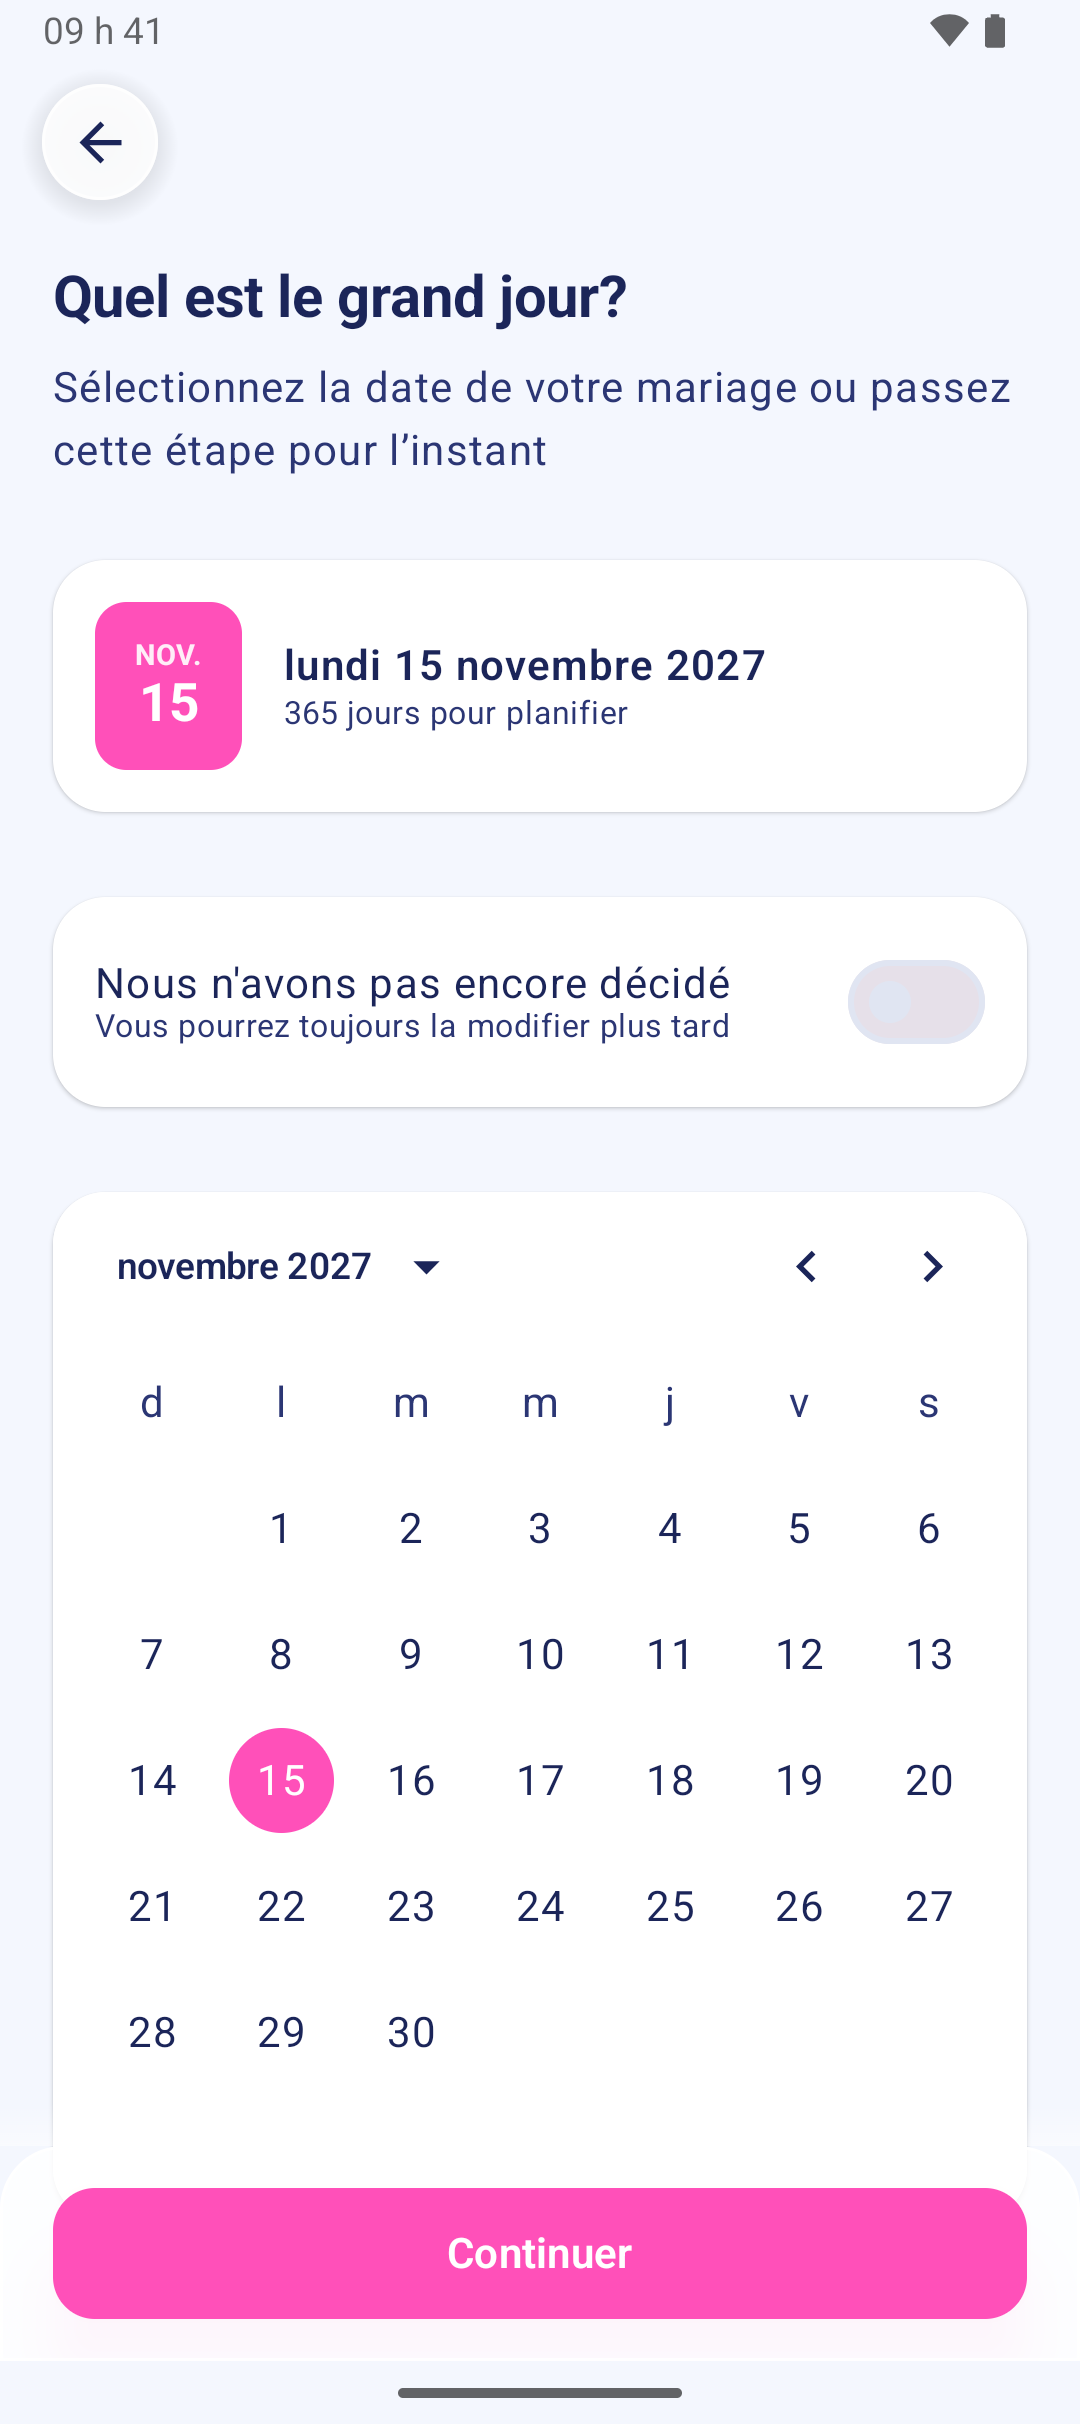 09 h 41
Quel est le grand jour?
Sélectionnez la date de votre mariage ou passez
cette étape pour l’instant
NOV.
15
lundi 15 novembre 2027
365 jours pour planifier
Nous n'avons pas encore décidé
Vous pourrez toujours la modifier plus tard
novembre 2027
d l m m j v s
1 2 3 4 5 6
7 8 9 10 11 12 13
14 15 16 17 18 19 20
21 22 23 24 25 26 27
28 29 30
Continuer